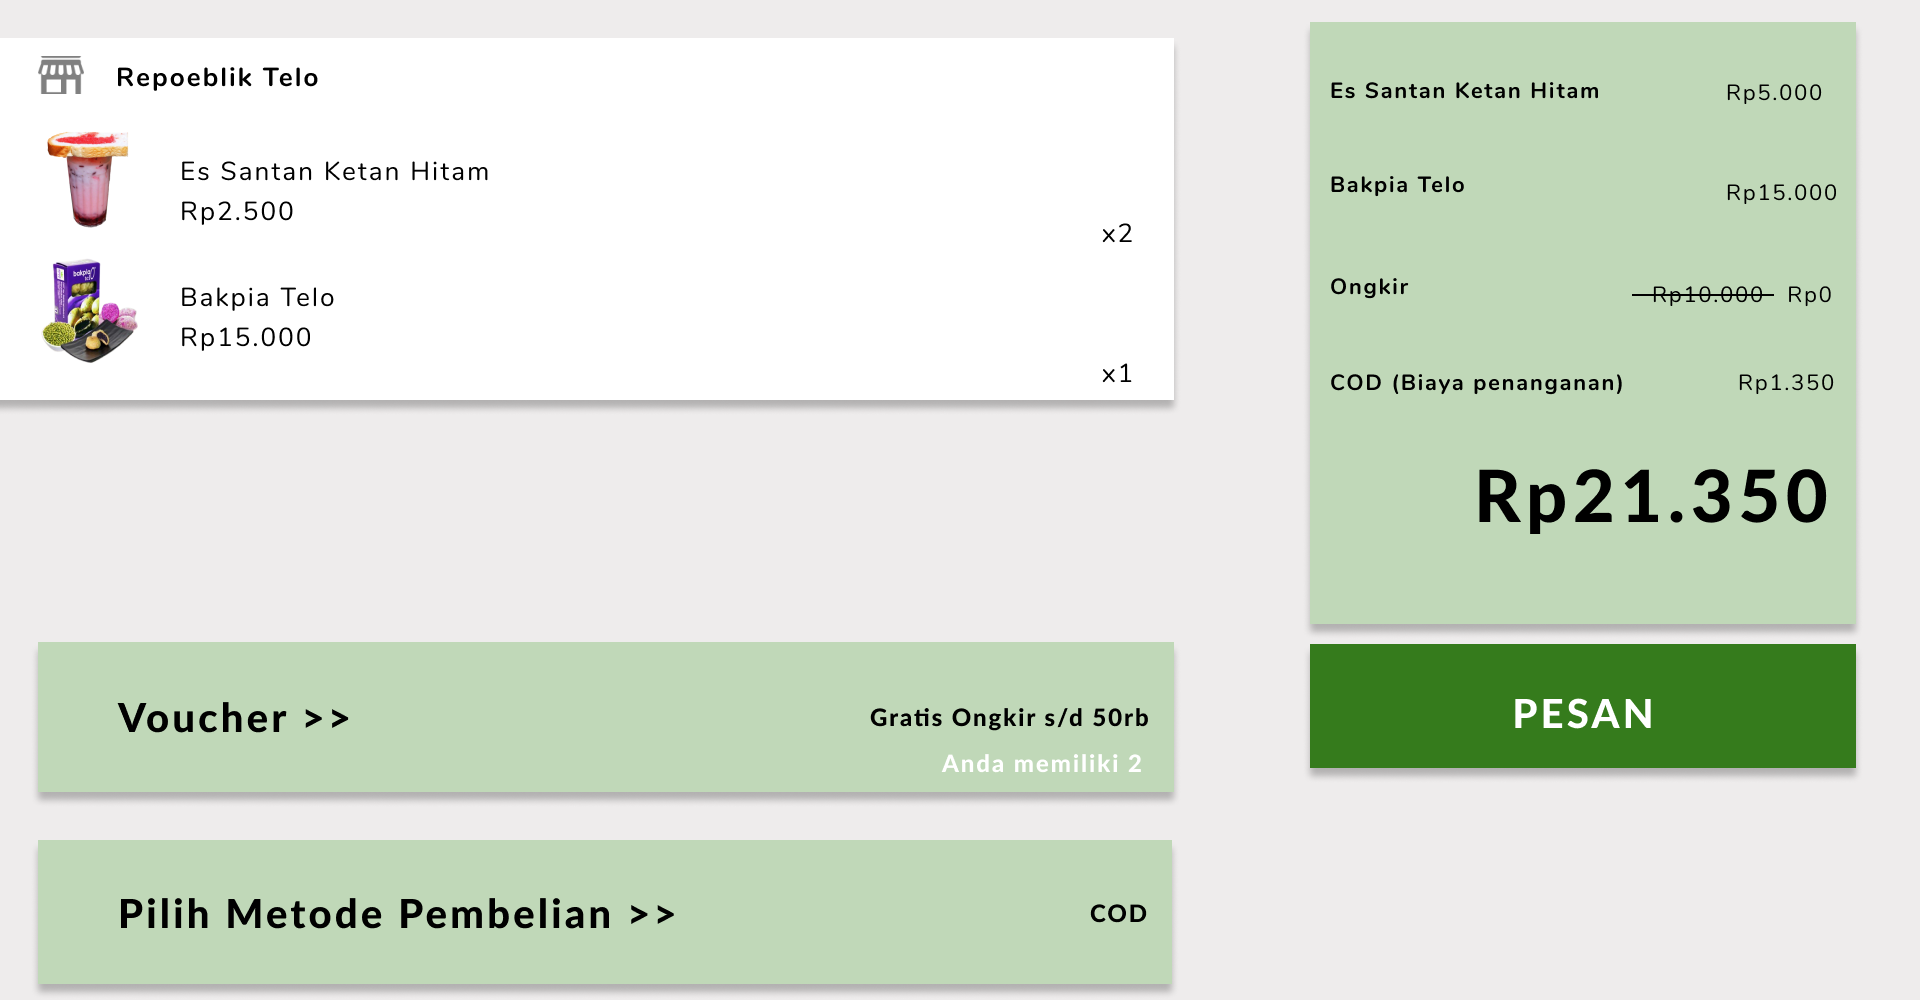 Repoeblik Telo
Es Santan Ketan Hitam
Rp2.500
x2
bakpia
Bakpia Telo
Rp15.000
x1
Voucher >>
Gratis Ongkir s/d 50rb
Anda memiliki 2
Pilih Metode Pembelian >>
COD
Es Santan Ketan Hitam Rp5.000
Bakpia Telo Rp15.000
Ongkir Rp10.000 Rp0
COD (Biaya penanganan) Rp1.350
Rp21.350
PESAN